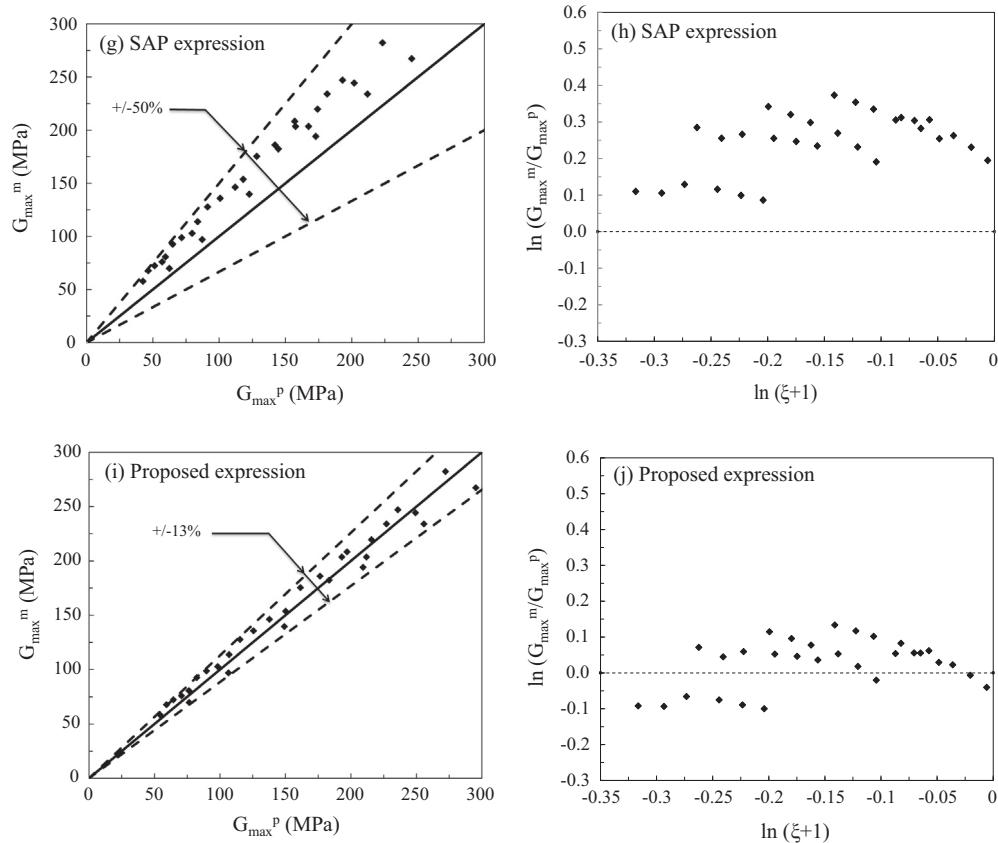 (g) SAP expression
+/-50%
G_max^m (MPa)
300
250
200
150
100
50
0
0 50 100 150 200 250 300
G_max^p (MPa)
(h) SAP expression
ln (G_max^m/G_max^p)
0.6
0.5
0.4
0.3
0.2
0.1
0.0
-0.1
-0.2
-0.3
-0.35 -0.3 -0.25 -0.2 -0.15 -0.1 -0.05 0
ln (ξ+1)
(i) Proposed expression
+/-13%
G_max^m (MPa)
300
250
200
150
100
50
0
0 50 100 150 200 250 300
G_max^p (MPa)
(j) Proposed expression
ln (G_max^m/G_max^p)
0.6
0.5
0.4
0.3
0.2
0.1
0.0
-0.1
-0.2
-0.3
-0.35 -0.3 -0.25 -0.2 -0.15 -0.1 -0.05 0
ln (ξ+1)